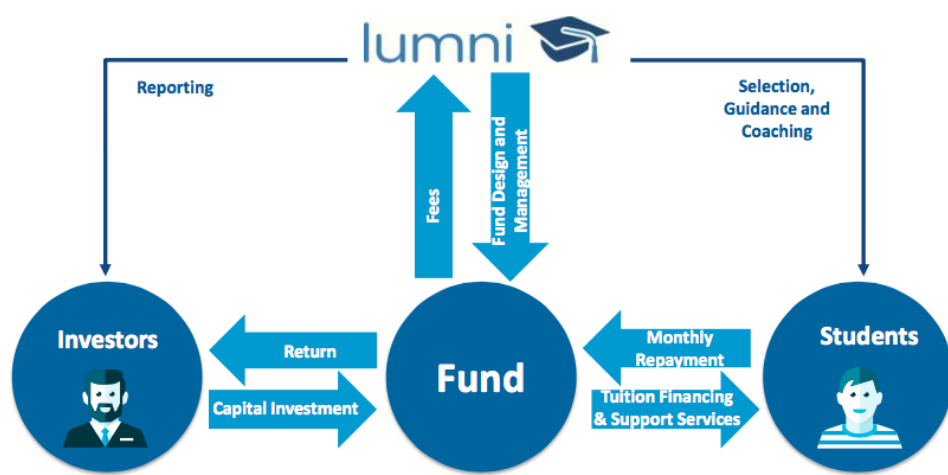 lumni
Reporting
Selection,
Guidance and
Coaching
Fees
Fund Design and
Management
Investors
Return
Capital Investment
Fund
Monthly
Repayment
Tuition Financing
& Support Services
Students